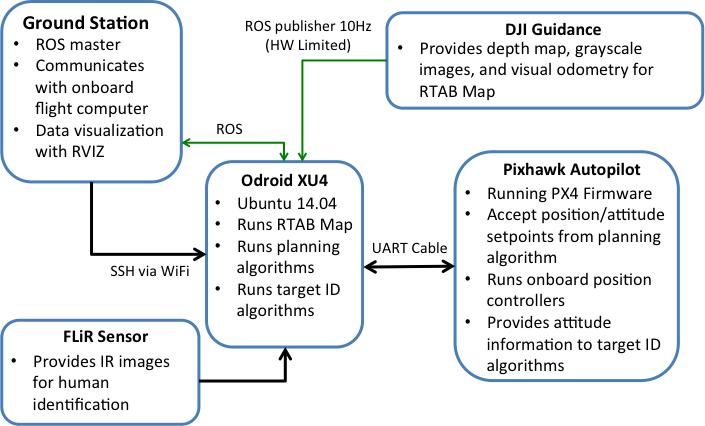 Ground Station
• ROS master
• Communicates
with onboard
flight computer
• Data visualization
with RVIZ
ROS publisher 10Hz
(HW Limited)
DJI Guidance
• Provides depth map, grayscale
images, and visual odometry for
RTAB Map
ROS
Odroid XU4
• Ubuntu 14.04
• Runs RTAB Map
• Runs planning
algorithms
• Runs target ID
algorithms
SSH via WiFi
UART Cable
Pixhawk Autopilot
• Running PX4 Firmware
• Accept position/attitude
setpoints from planning
algorithm
• Runs onboard position
controllers
• Provides attitude
information to target ID
algorithms
FLiR Sensor
• Provides IR images
for human
identification